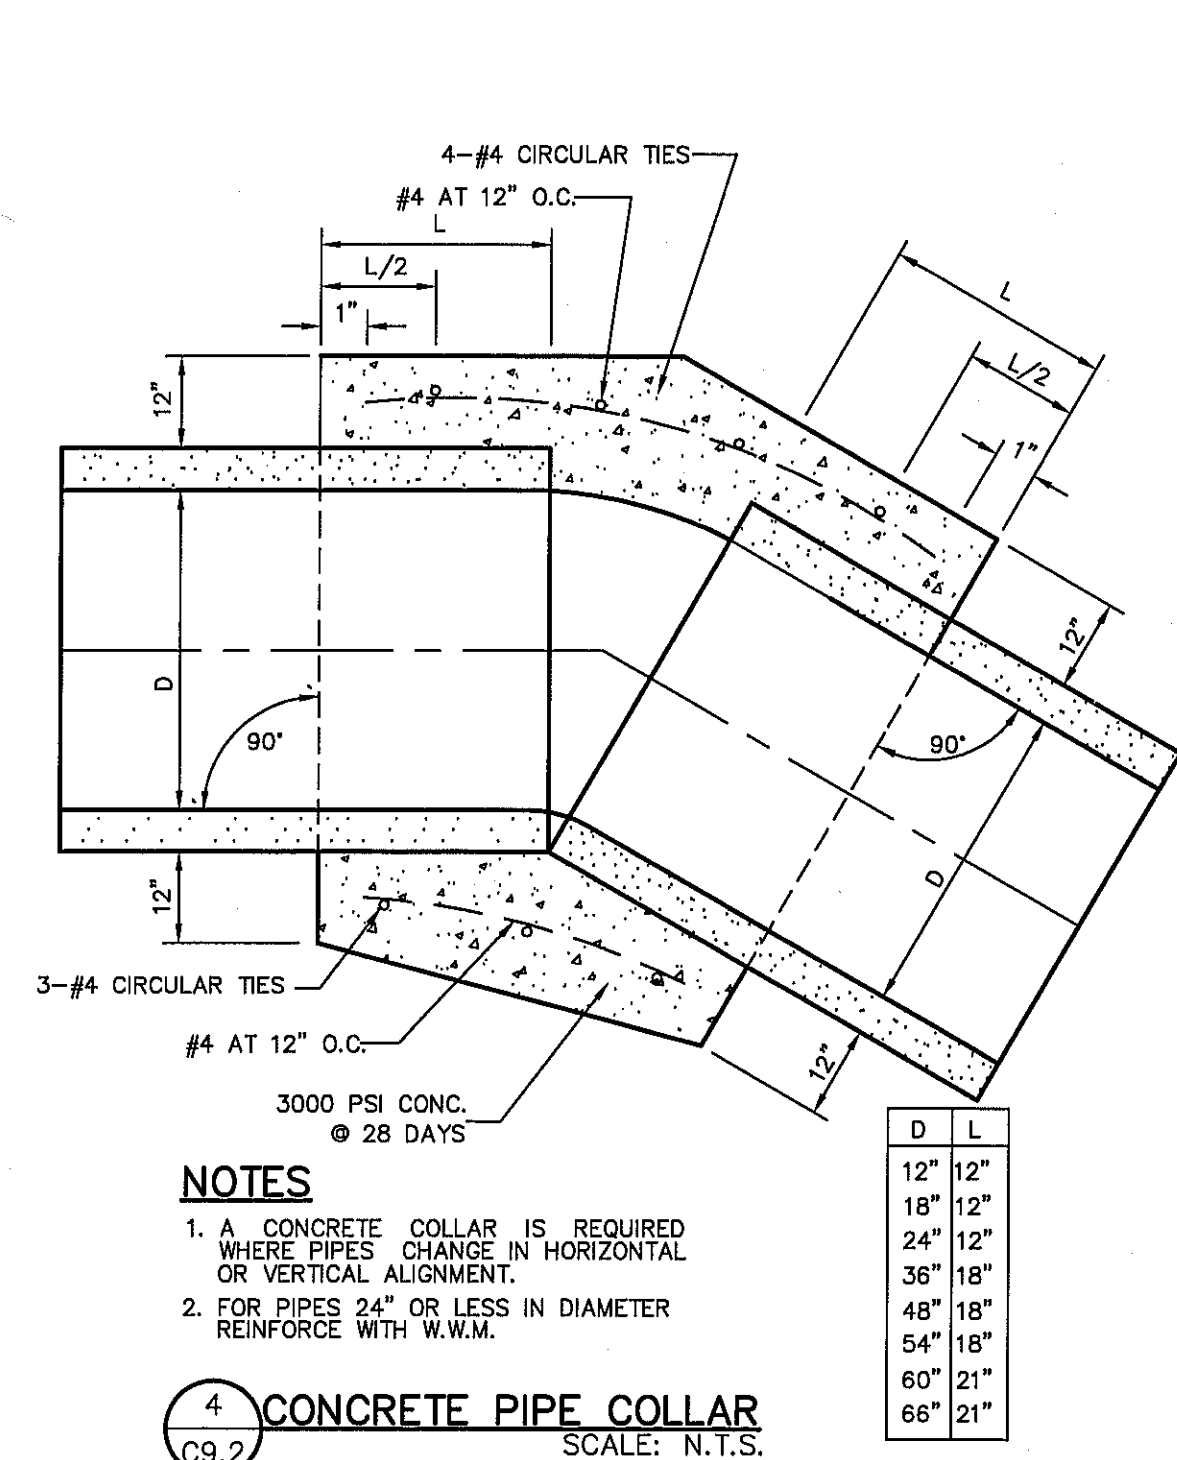 4-#4 CIRCULAR TIES
#4 AT 12" O.C.
L
L/2
1"
L
L/2
1"
12"
12"
D
90°
90°
D
12"
12"
3-#4 CIRCULAR TIES
#4 AT 12" O.C.
3000 PSI CONC.
@ 28 DAYS
NOTES
1. A CONCRETE COLLAR IS REQUIRED
WHERE PIPES CHANGE IN HORIZONTAL
OR VERTICAL ALIGNMENT.
2. FOR PIPES 24" OR LESS IN DIAMETER
REINFORCE WITH W.W.M.
D L
12" 12"
18" 12"
24" 12"
36" 18"
48" 18"
54" 18"
60" 21"
66" 21"
4
C9.2
CONCRETE PIPE COLLAR
SCALE: N.T.S.